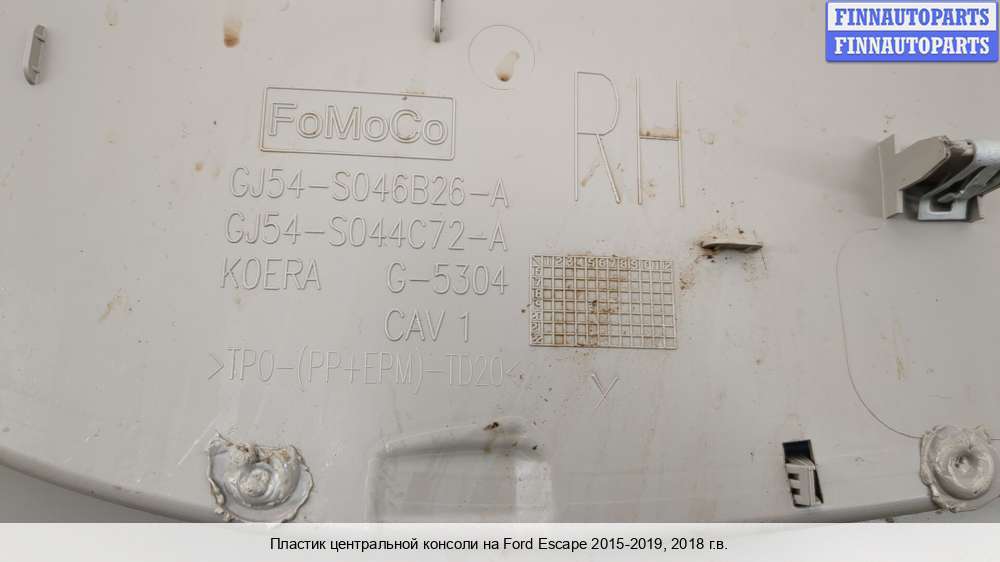 FINNAUTOPARTS
FINNAUTOPARTS
FoMoCo
RH
GJ54-S046B26-A
GJ54-S044C72-A
KOERA G-5304
CAV 1
>TPO-(PP+EPM)-TD20<
Y
Пластик центральной консоли на Ford Escape 2015-2019, 2018 г.в.